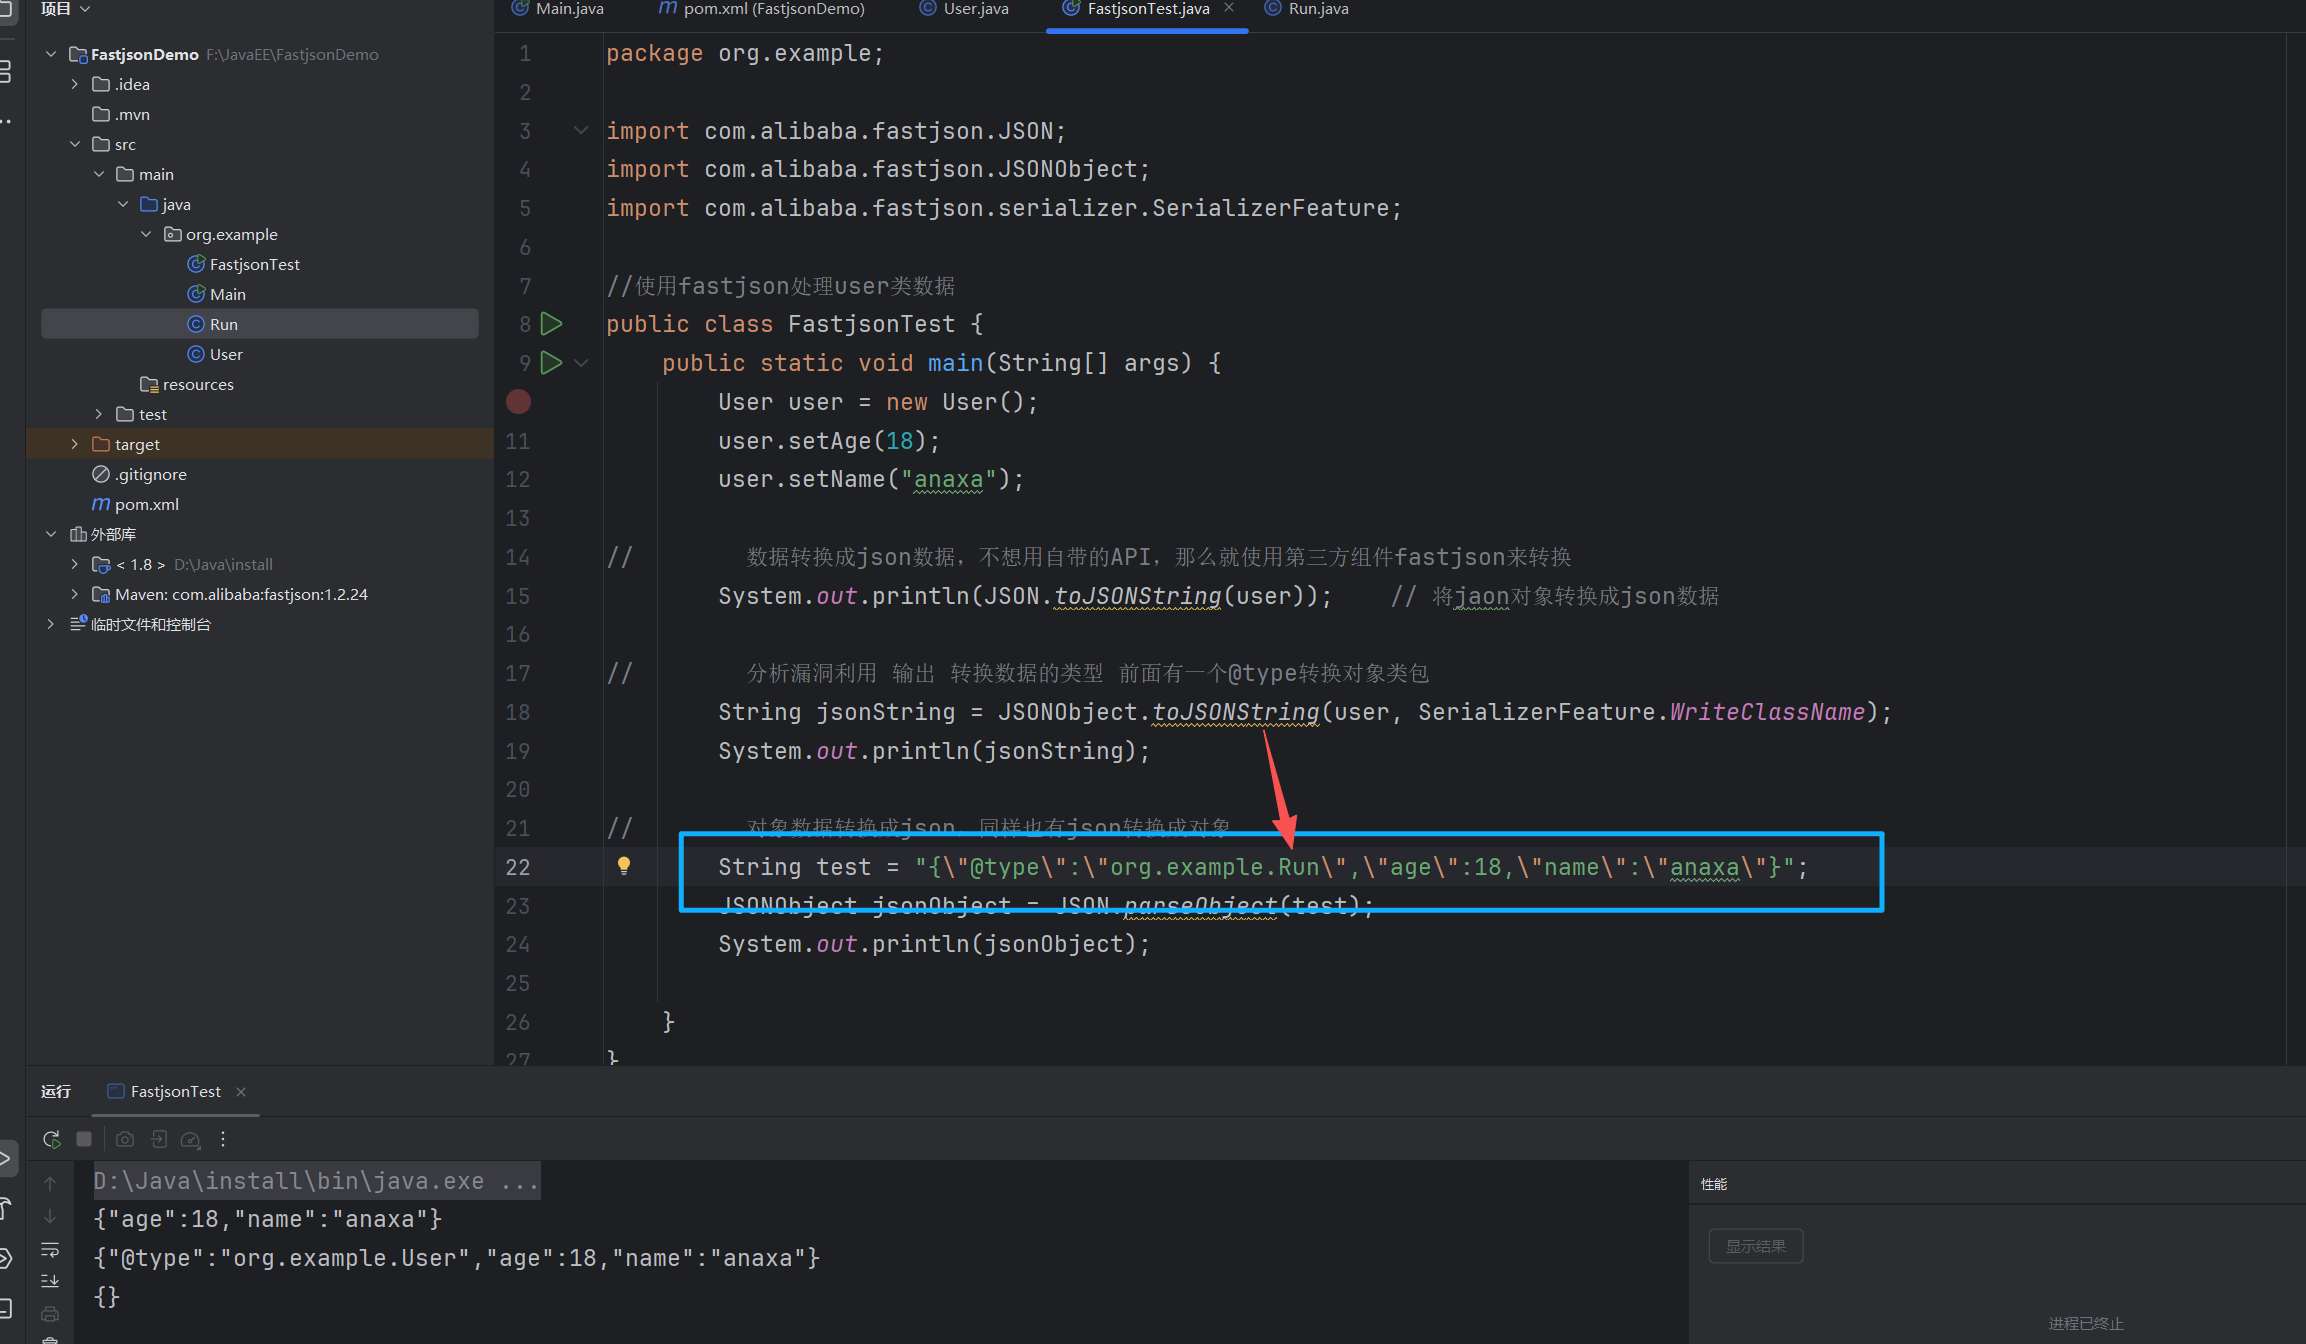 项目
Main.java
pom.xml (FastjsonDemo)
User.java
FastjsonTest.java
Run.java
FastjsonDemo F:\JavaEE\FastjsonDemo
.idea
.mvn
src
main
java
org.example
FastjsonTest
Main
Run
User
resources
test
target
.gitignore
pom.xml
外部库
< 1.8 > D:\Java\install
Maven: com.alibaba:fastjson:1.2.24
临时文件和控制台
1 package org.example;
2
3 import com.alibaba.fastjson.JSON;
4 import com.alibaba.fastjson.JSONObject;
5 import com.alibaba.fastjson.serializer.SerializerFeature;
6
7 //使用fastjson处理user类数据
8 public class FastjsonTest {
9 public static void main(String[] args) {
User user = new User();
11 user.setAge(18);
12 user.setName("anaxa");
13
14 // 数据转换成json数据，不想用自带的API，那么就使用第三方组件fastjson来转换
15 System.out.println(JSON.toJSONString(user)); // 将jaon对象转换成json数据
16
17 // 分析漏洞利用 输出 转换数据的类型 前面有一个@type转换对象类包
18 String jsonString = JSONObject.toJSONString(user, SerializerFeature.WriteClassName);
19 System.out.println(jsonString);
20
21 // 对象数据转换成json，同样也有json转换成对象
22 String test = "{\"@type\":\"org.example.Run\",\"age\":18,\"name\":\"anaxa\"}";
23 JSONObject jsonObject = JSON.parseObject(test);
24 System.out.println(jsonObject);
25
26 }
27 }
运行 FastjsonTest
D:\Java\install\bin\java.exe ...
{"age":18,"name":"anaxa"}
{"@type":"org.example.User","age":18,"name":"anaxa"}
{}
性能
显示结果
进程已终止